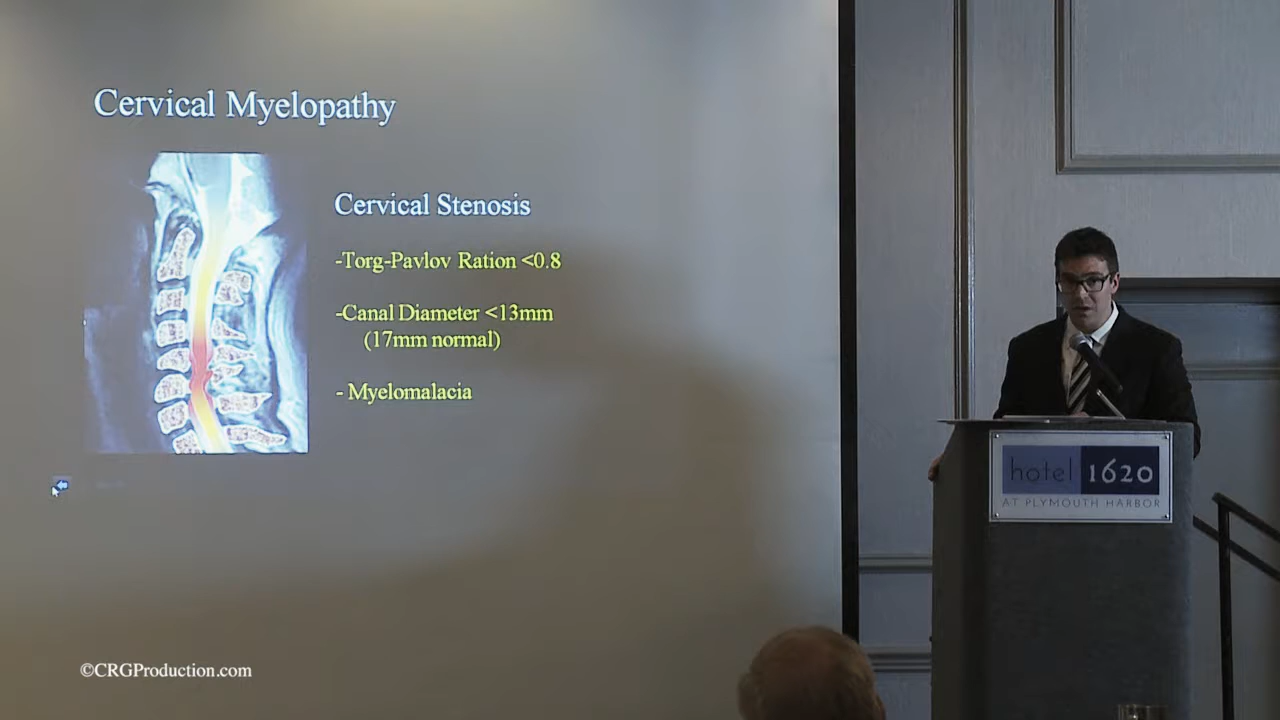 Cervical Myelopathy
Cervical Stenosis
-Torg-Pavlov Ration <0.8
-Canal Diameter <13mm
(17mm normal)
- Myelomalacia
hotel 1620
AT PLYMOUTH HARBOR
©CRGProduction.com